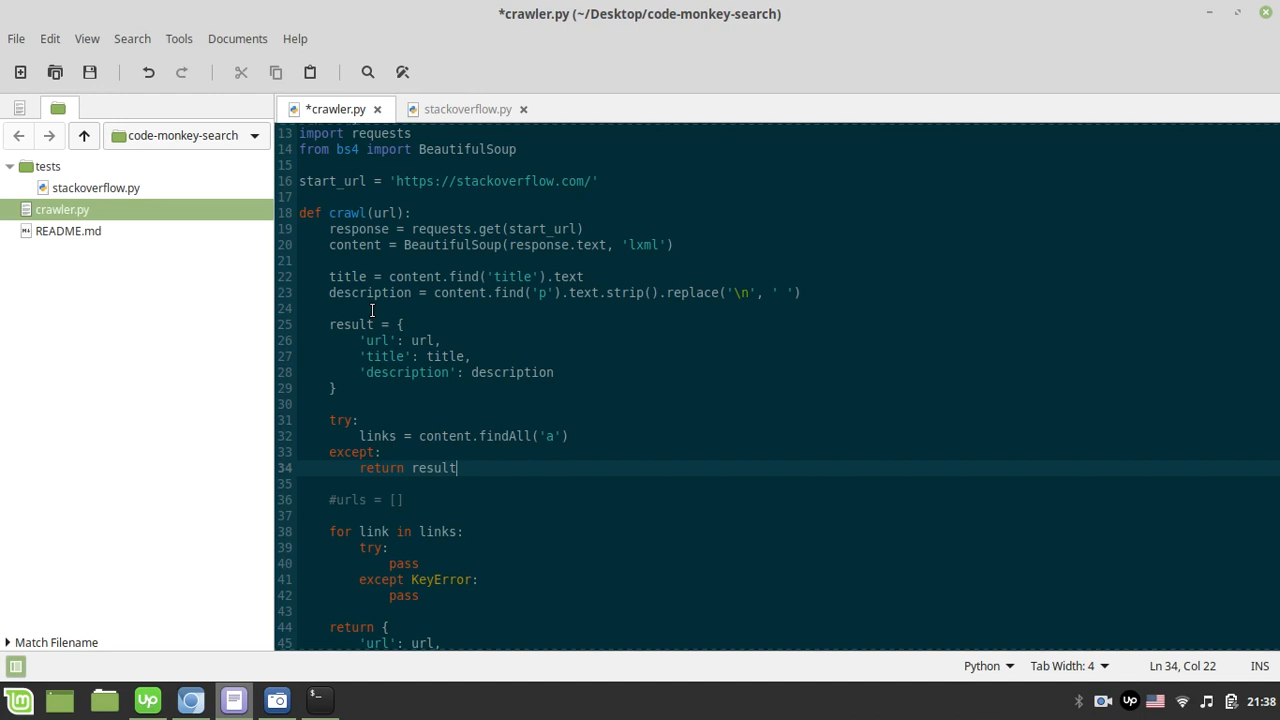 *crawler.py (~/Desktop/code-monkey-search)
File Edit View Search Tools Documents Help
*crawler.py stackoverflow.py
code-monkey-search
tests
stackoverflow.py
crawler.py
README.md
Match Filename
13 import requests
14 from bs4 import BeautifulSoup
15
16 start_url = 'https://stackoverflow.com/'
17
18 def crawl(url):
19     response = requests.get(start_url)
20     content = BeautifulSoup(response.text, 'lxml')
21
22     title = content.find('title').text
23     description = content.find('p').text.strip().replace('\n', ' ')
24
25     result = {
26         'url': url,
27         'title': title,
28         'description': description
29     }
30
31     try:
32         links = content.findAll('a')
33     except:
34         return result
35
36     #urls = []
37
38     for link in links:
39         try:
40             pass
41         except KeyError:
42             pass
43
44     return {
45         'url': url,
Python Tab Width: 4 Ln 34, Col 22 INS
up
$_
Up
21:38